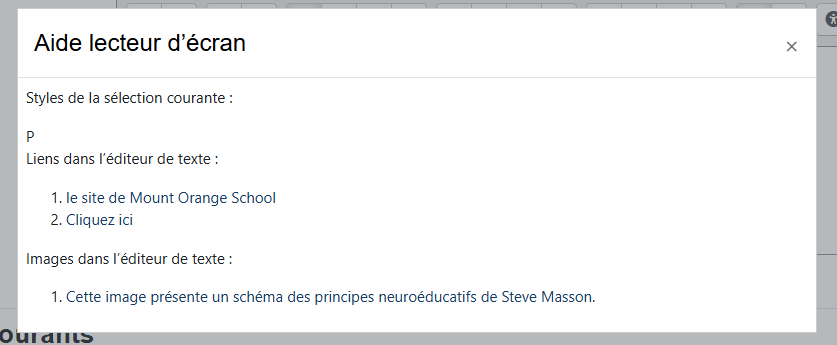 Aide lecteur d’écran
×
Styles de la sélection courante :
P
Liens dans l’éditeur de texte :
1. le site de Mount Orange School
2. Cliquez ici
Images dans l’éditeur de texte :
1. Cette image présente un schéma des principes neuroéducatifs de Steve Masson.
ourants